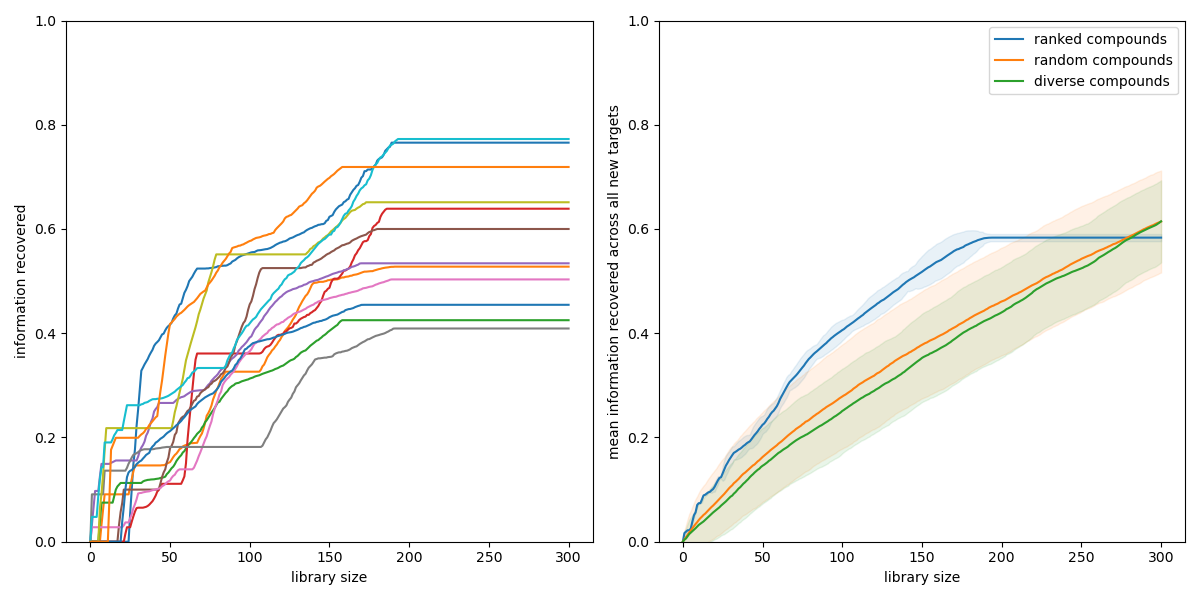 1.0
0.8
0.6
0.4
0.2
0.0
information recovered
0 50 100 150 200 250 300
library size
1.0
0.8
0.6
0.4
0.2
0.0
mean information recovered across all new targets
0 50 100 150 200 250 300
library size
ranked compounds
random compounds
diverse compounds